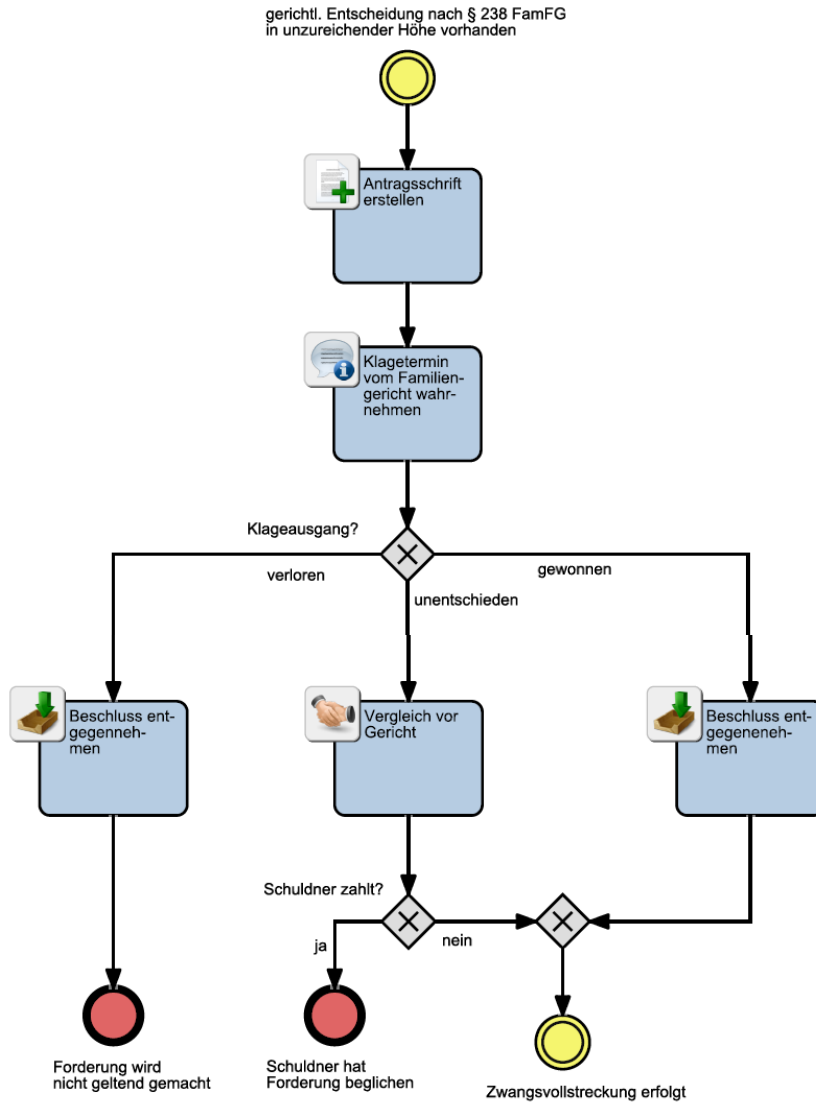 gerichtl. Entscheidung nach § 238 FamFG
in unzureichender Höhe vorhanden
Antragsschrift
erstellen
Klagetermin
vom Familien-
gericht wahr-
nehmen
Klageausgang?
verloren
gewonnen
unentschieden
Beschluss ent-
gegenneh-
men
Vergleich vor
Gericht
Beschluss ent-
gegeneneh-
men
Schuldner zahlt?
ja
nein
Forderung wird
nicht geltend gemacht
Schuldner hat
Forderung beglichen
Zwangsvollstreckung erfolgt